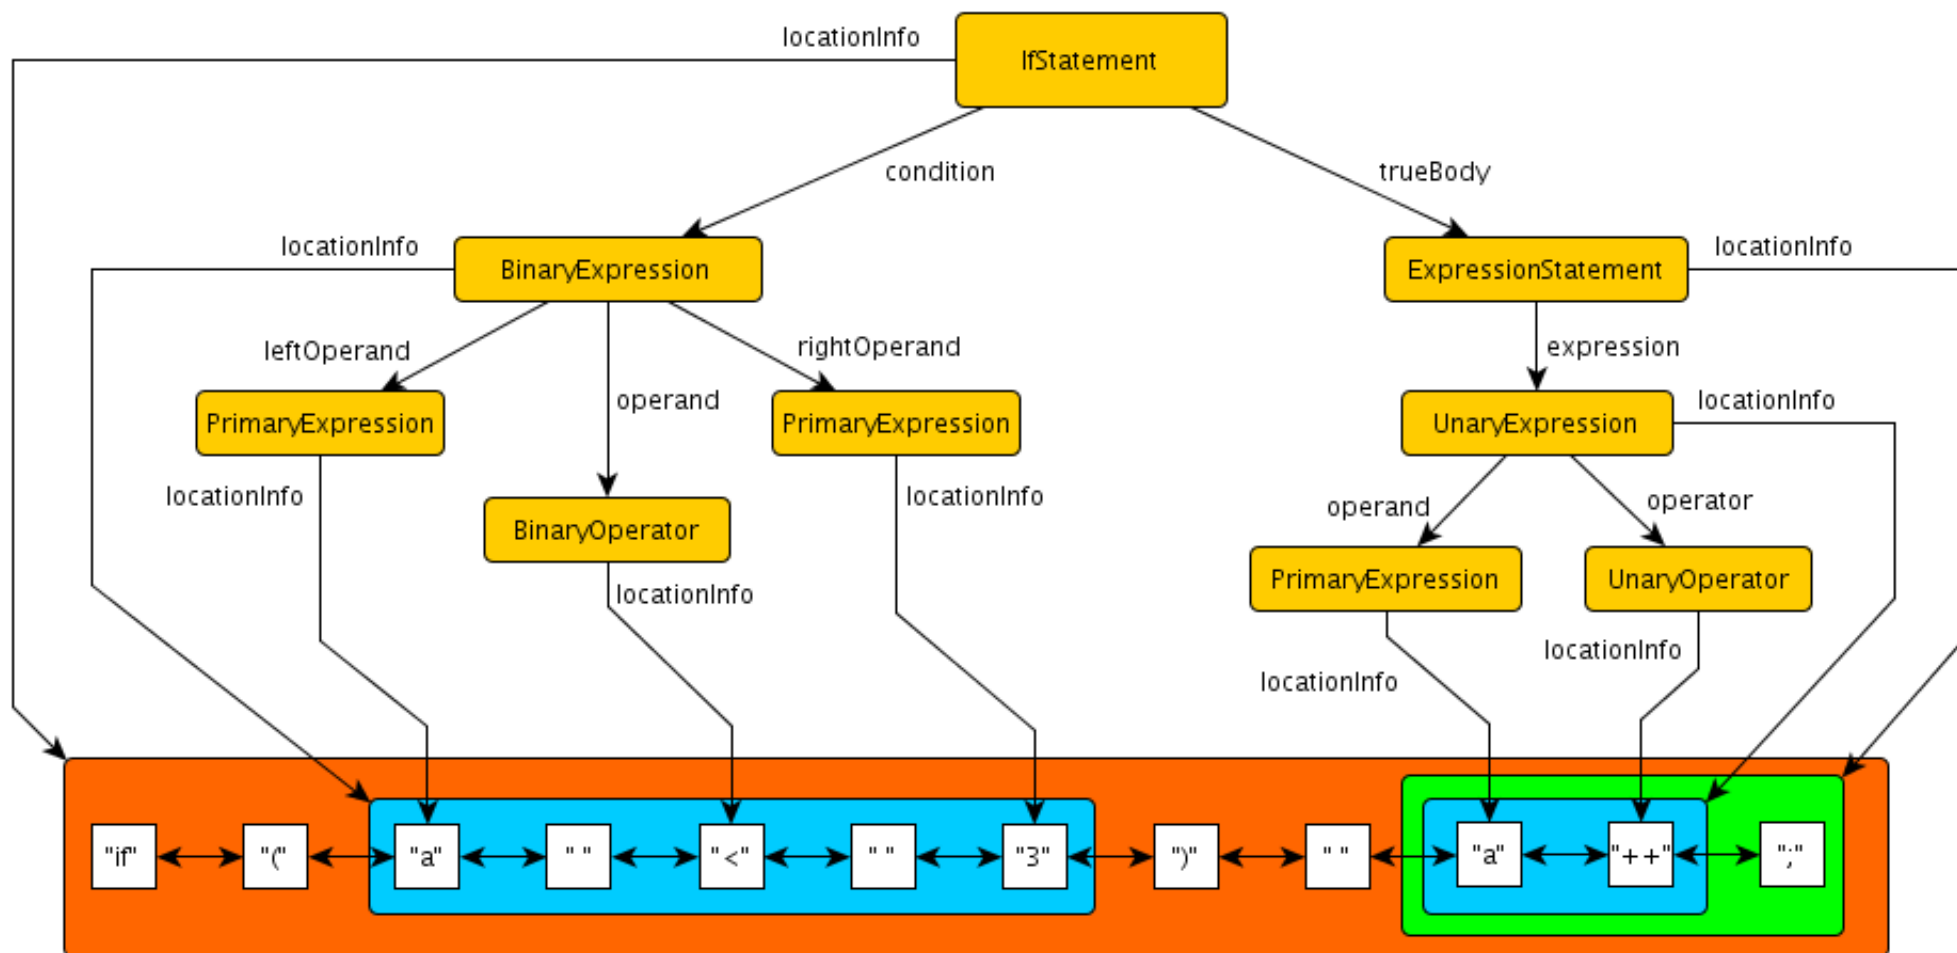 locationInfo
IfStatement
condition
trueBody
locationInfo
BinaryExpression
ExpressionStatement
locationInfo
leftOperand
rightOperand
expression
operand
PrimaryExpression
PrimaryExpression
UnaryExpression
locationInfo
locationInfo
locationInfo
operand
operator
BinaryOperator
locationInfo
PrimaryExpression
UnaryOperator
locationInfo
locationInfo
"if" "(" "a" " " "<" " " "3" ")" " " "a" "++" ";"